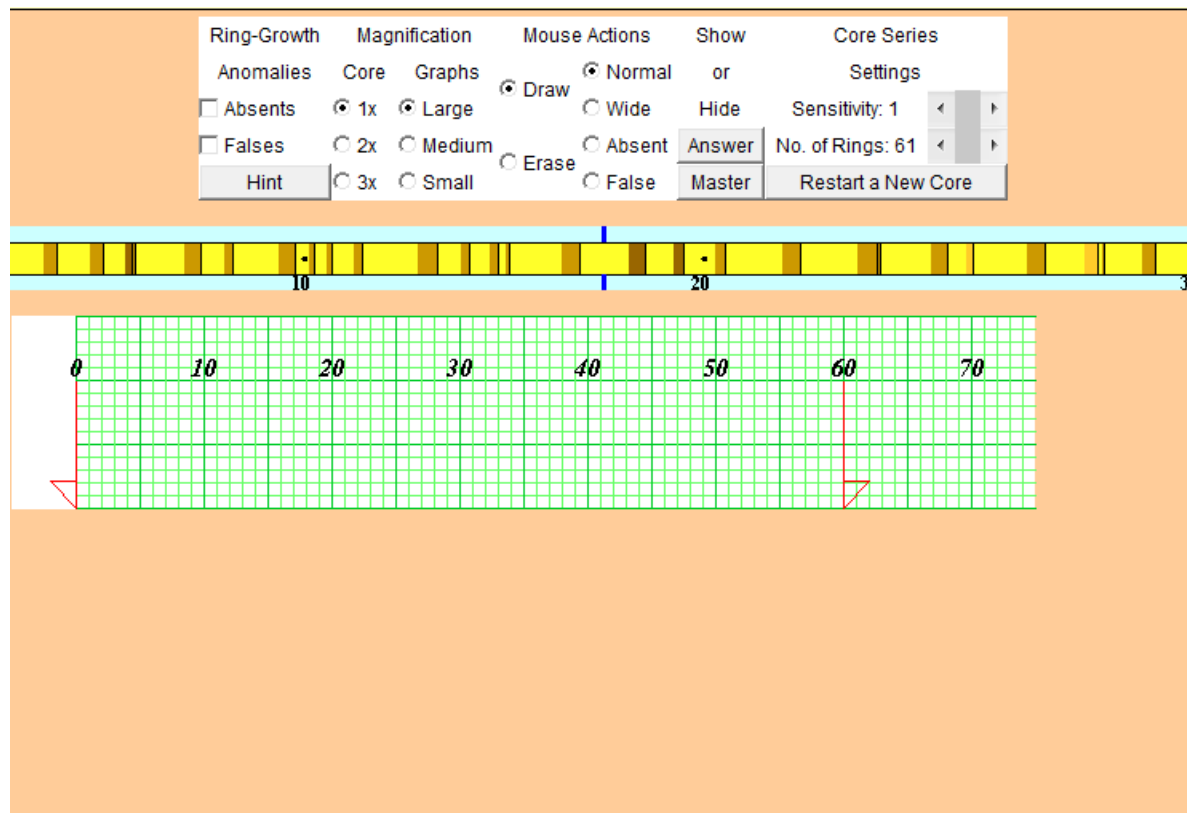 Ring-Growth Magnification Mouse Actions Show Core Series
Anomalies Core Graphs Draw Normal or Settings
Absents 1x Large Wide Hide Sensitivity: 1
Falses 2x Medium Erase Absent Answer No. of Rings: 61
Hint 3x Small False Master Restart a New Core
10 20 3
0 10 20 30 40 50 60 70